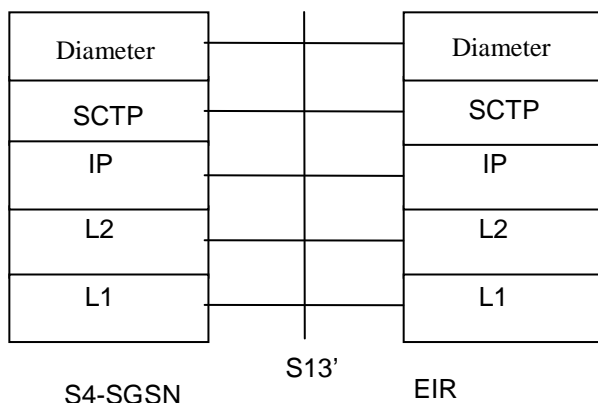 Diameter Diameter
SCTP SCTP
IP IP
L2 L2
L1 L1
S13’
S4-SGSN EIR